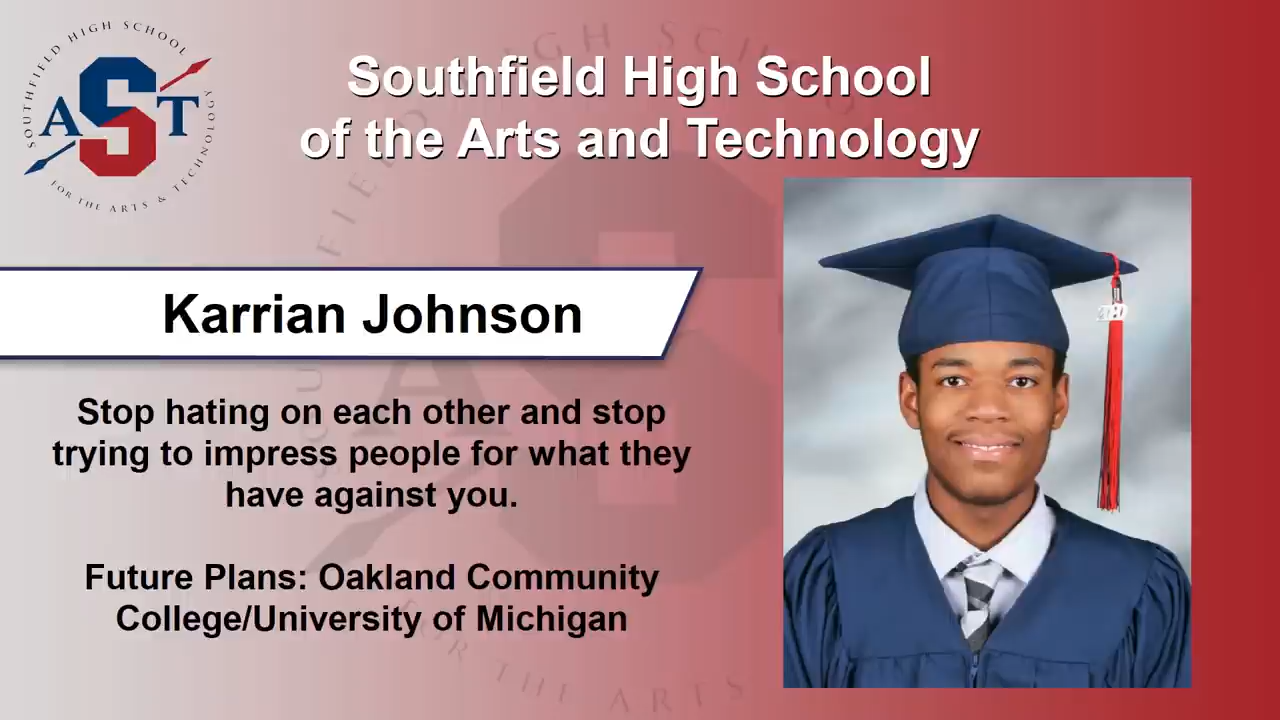 SOUTHFIELD HIGH SCHOOL
AST
FOR THE ARTS & TECHNOLOGY
Southfield High School
of the Arts and Technology
Karrian Johnson
Stop hating on each other and stop
trying to impress people for what they
have against you.
Future Plans: Oakland Community
College/University of Michigan